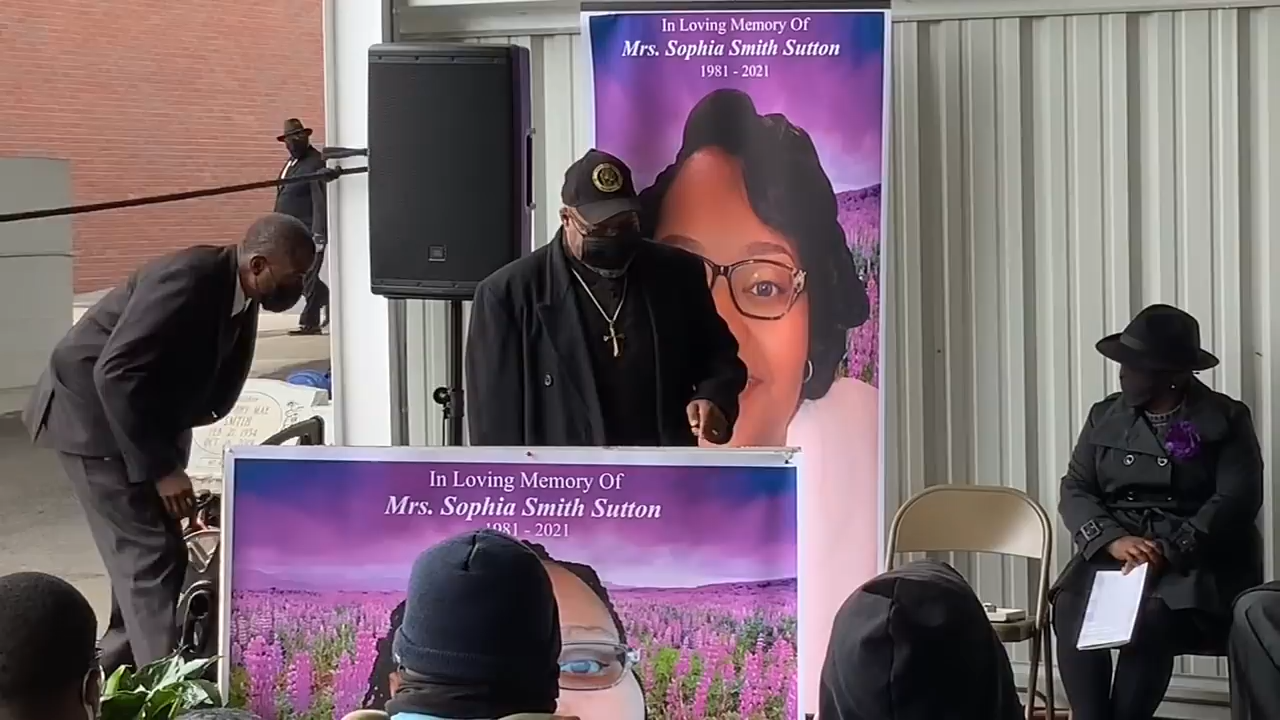 In Loving Memory Of
Mrs. Sophia Smith Sutton
1981 - 2021
In Loving Memory Of
Mrs. Sophia Smith Sutton
1981 - 2021
SMITH